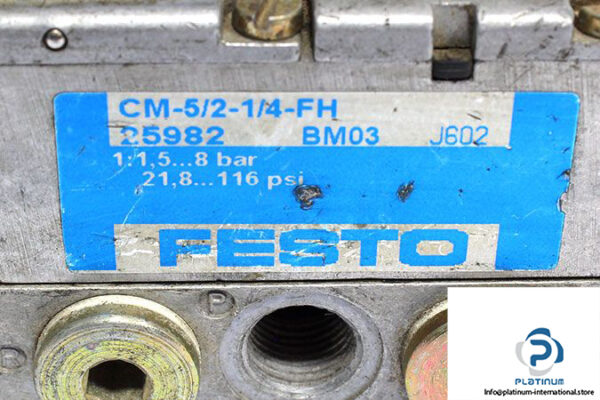 CM-5/2-1/4-FH
25982 BM03 J602
1:1,5...8 bar
21,8...116 psi
FESTO
P
PLATINUM
Info@platinum-international.store